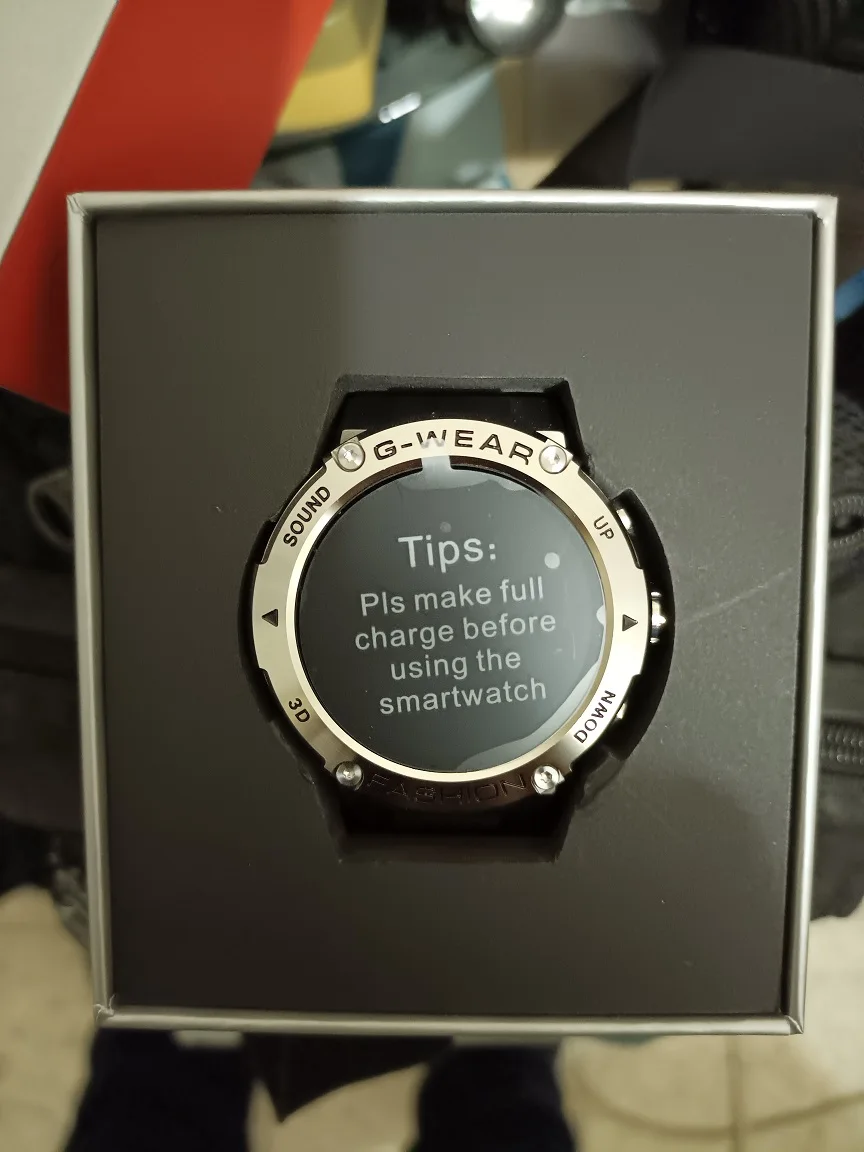 G-WEAR
SOUND
UP
Tips:
Pls make full
charge before
using the
smartwatch
3D
DOWN
FASHION